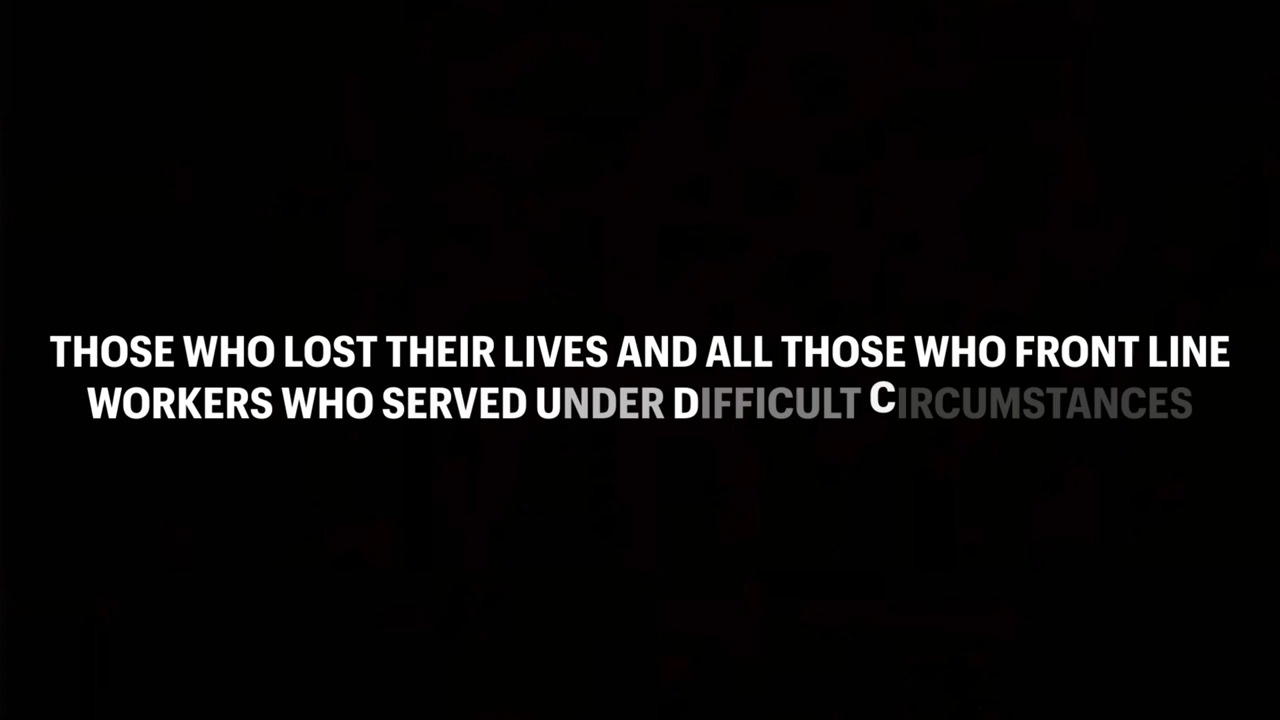 THOSE WHO LOST THEIR LIVES AND ALL THOSE WHO FRONT LINE
WORKERS WHO SERVED UNDER DIFFICULT CIRCUMSTANCES